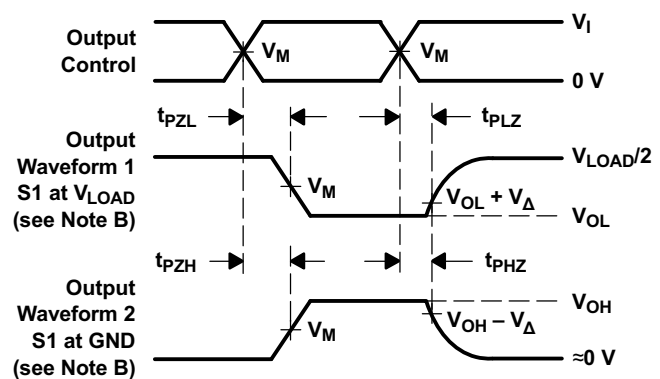 Output
Control
V_M
V_M
V_I
0 V
t_PZL
t_PLZ
Output
Waveform 1
S1 at V_LOAD
(see Note B)
V_M
V_LOAD/2
V_OL + V_Δ
V_OL
t_PZH
t_PHZ
Output
Waveform 2
S1 at GND
(see Note B)
V_M
V_OH
V_OH – V_Δ
≈0 V